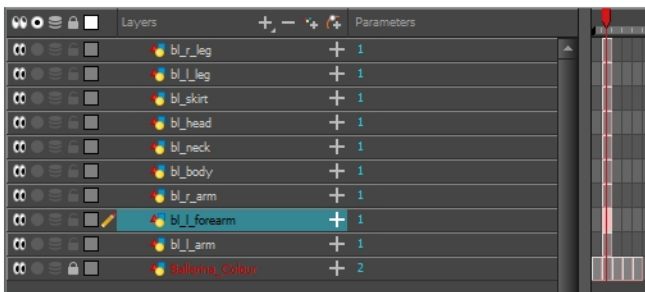 Layers Parameters
bl_r_leg 1
bl_l_leg 1
bl_skirt 1
bl_head 1
bl_neck 1
bl_body 1
bl_r_arm 1
bl_l_forearm 1
bl_l_arm 1
Ballerina_Colour 2